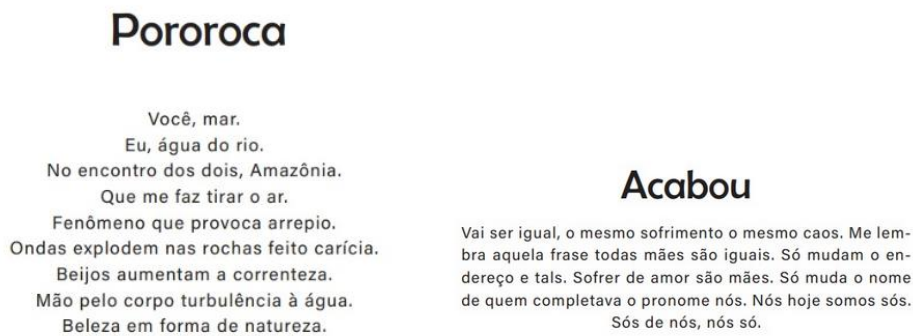 Pororoca
Você, mar.
Eu, água do rio.
No encontro dos dois, Amazônia.
Que me faz tirar o ar.
Fenômeno que provoca arrepio.
Ondas explodem nas rochas feito carícia.
Beijos aumentam a correnteza.
Mão pelo corpo turbulência à água.
Beleza em forma de natureza.
Acabou
Vai ser igual, o mesmo sofrimento o mesmo caos. Me lem-
bra aquela frase todas mães são iguais. Só mudam o en-
dereço e tals. Sofrer de amor são mães. Só muda o nome
de quem completava o pronome nós. Nós hoje somos sós.
Sós de nós, nós só.